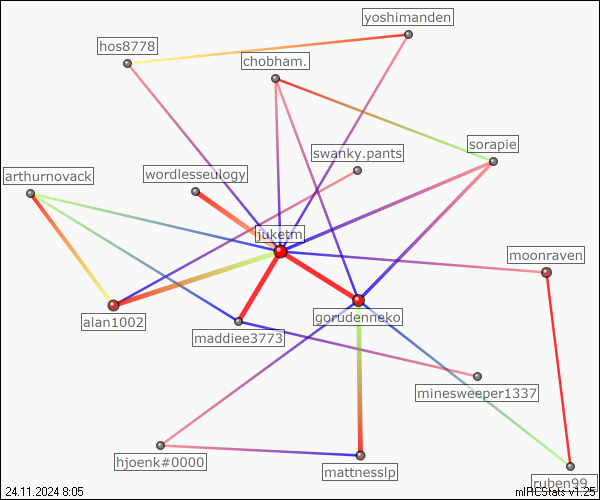 yoshimanden
hos8778
chobham.
sorapie
swanky.pants
wordlesseulogy
arthurnovack
juketm
moonraven
gorudenneko
alan1002
maddiee3773
minesweeper1337
hjoenk#0000
mattnesslp
ruben99_
24.11.2024 8:05
mIRCStats v1.25